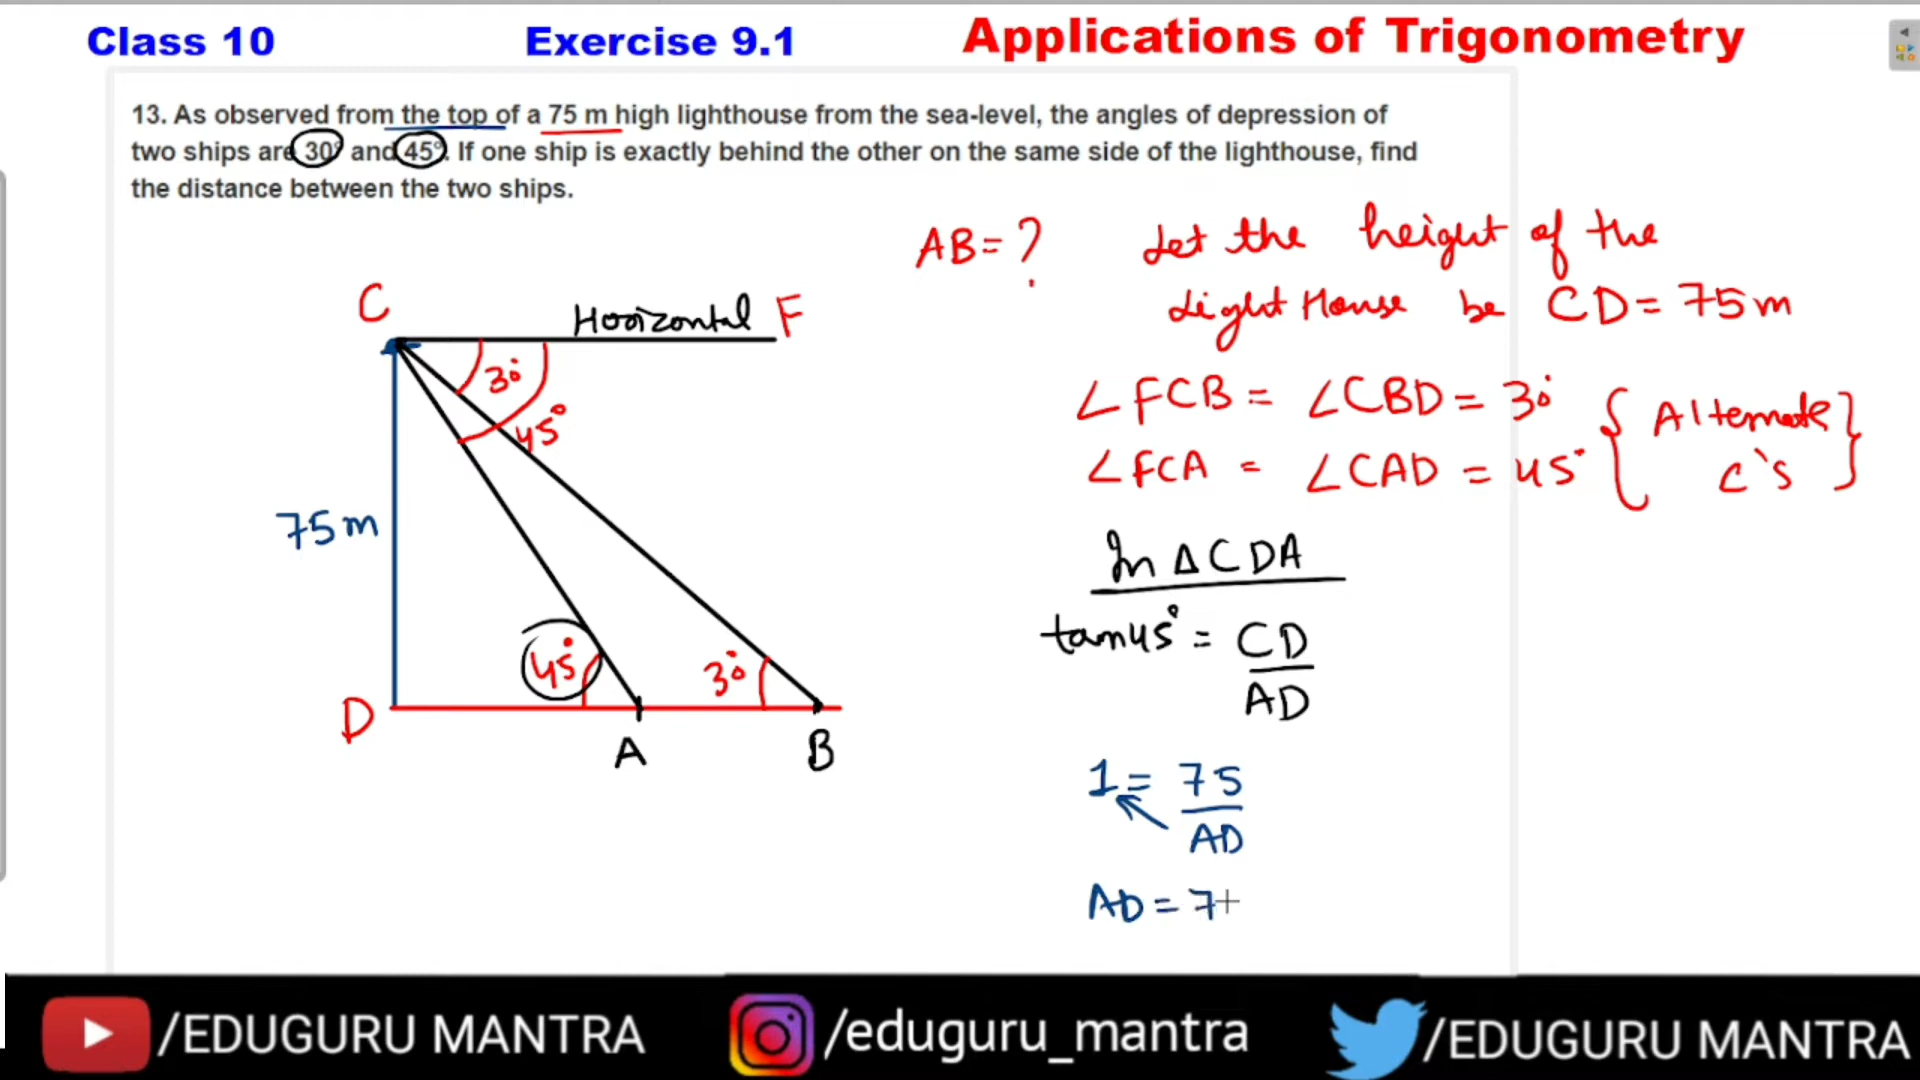 Class 10 Exercise 9.1 Applications of Trigonometry
13. As observed from the top of a 75 m high lighthouse from the sea-level, the angles of depression of
two ships are 30° and 45°. If one ship is exactly behind the other on the same side of the lighthouse, find
the distance between the two ships.
AB = ?
Let the height of the
Light House be CD = 75 m
∠FCB = ∠CBD = 30°
∠FCA = ∠CAD = 45°
{Alternate
∠'s}
C
Horizontal F
30°
45°
75 m
45°
30°
D
A
B
In Δ CDA
tan 45° = CD
AD
1 = 75
AD
AD = 7
/EDUGURU MANTRA /eduguru_mantra /EDUGURU MANTRA